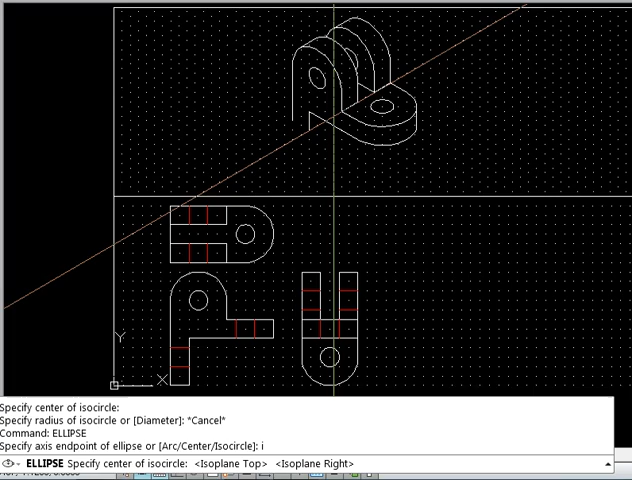 Y
X
Specify center of isocircle:
Specify radius of isocircle or [Diameter]: *Cancel*
Command: ELLIPSE
Specify axis endpoint of ellipse or [Arc/Center/Isocircle]: i
ELLIPSE Specify center of isocircle: <Isoplane Top> <Isoplane Right>